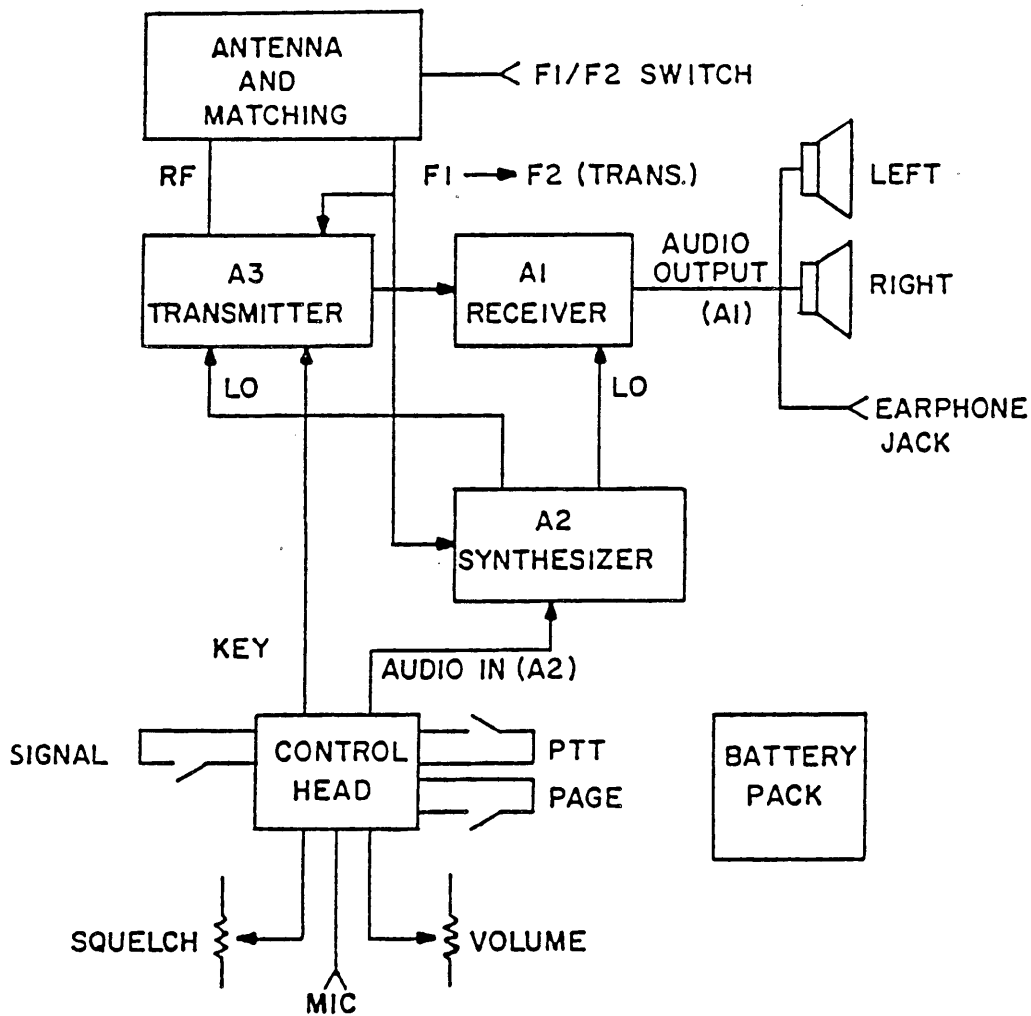 ANTENNA
AND
MATCHING
F1/F2 SWITCH
RF
F1 → F2 (TRANS.)
LEFT
A3
TRANSMITTER
A1
RECEIVER
AUDIO
OUTPUT
(A1)
RIGHT
LO
LO
EARPHONE
JACK
A2
SYNTHESIZER
KEY
AUDIO IN (A2)
SIGNAL
CONTROL
HEAD
PTT
PAGE
BATTERY
PACK
SQUELCH
VOLUME
MIC